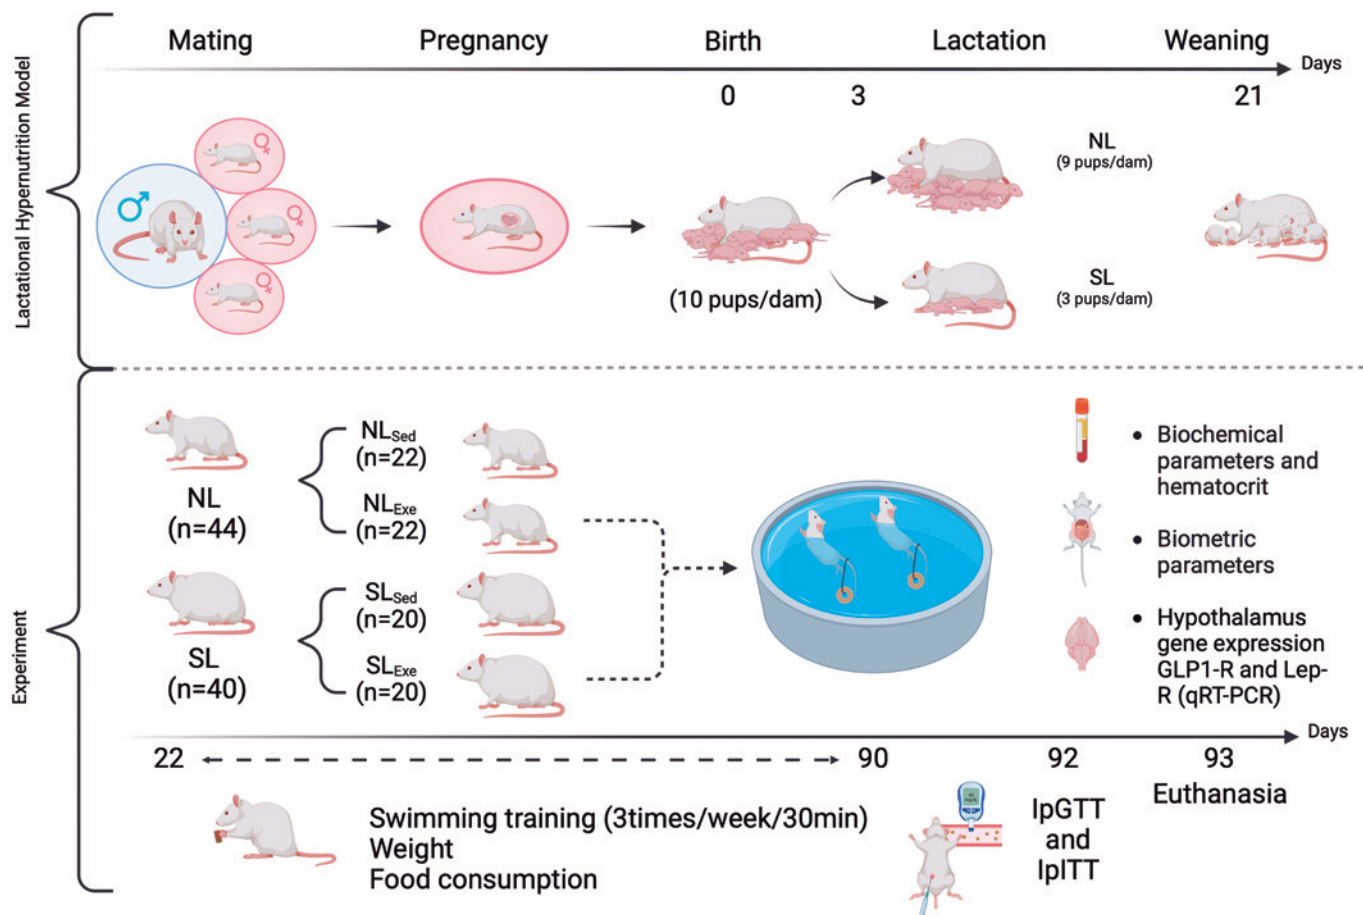 Lactational Hypernutrition Model
Mating
Pregnancy
Birth
Lactation
Weaning
Days
0
3
21
NL
(9 pups/dam)
(10 pups/dam)
SL
(3 pups/dam)
Experiment
NL
(n=44)
NLSed
(n=22)
NLExe
(n=22)
SL
(n=40)
SLSed
(n=20)
SLExe
(n=20)
• Biochemical
parameters and
hematocrit
• Biometric
parameters
• Hypothalamus
gene expression
GLP1-R and Lep-
R (qRT-PCR)
Days
22
90
92
93
Swimming training (3times/week/30min)
Weight
Food consumption
IpGTT
and
IpITT
Euthanasia